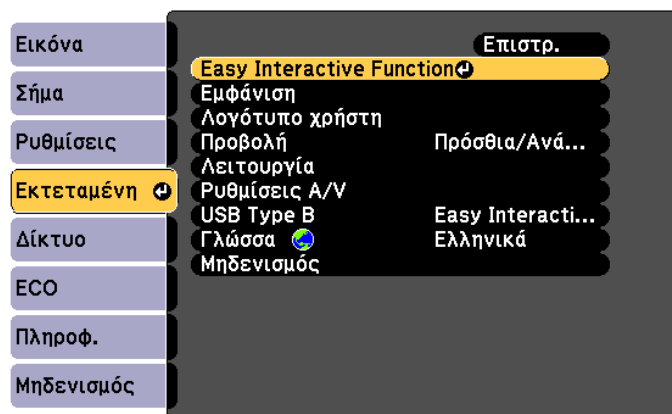 Εικόνα
Σήμα
Ρυθμίσεις
Εκτεταμένη
Δίκτυο
ECO
Πληροφ.
Μηδενισμός
Επιστρ.
Easy Interactive Function
Εμφάνιση
Λογότυπο χρήστη
Προβολή Πρόσθια/Ανά...
Λειτουργία
Ρυθμίσεις A/V
USB Type B Easy Interacti...
Γλώσσα Ελληνικά
Μηδενισμός